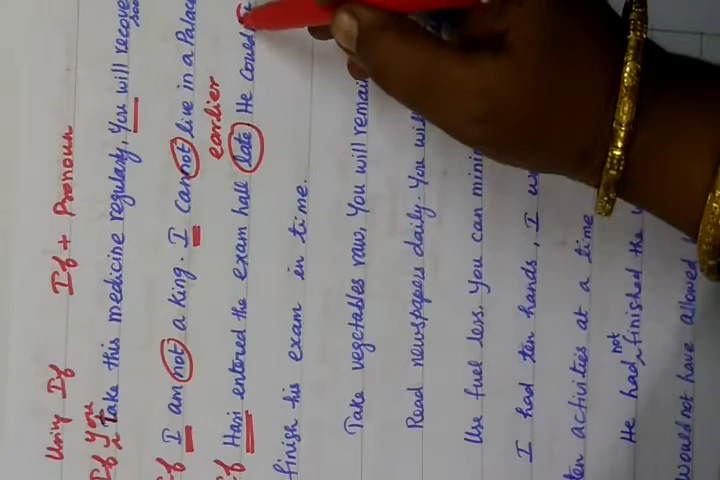 Using If If + Pronoun
If you
Take this medicine regularly, You will recover soon
If I am not a king. I cannot live in a Palace
earlier
If Hari entered the exam hall late. He could
finish his exam in time.
Take vegetables raw. You will remai
Read newspapers daily. You will
Use fuel less. You can mini
I had ten hands, I w
ten activities at a time
not
He had finished the
would not have allowed